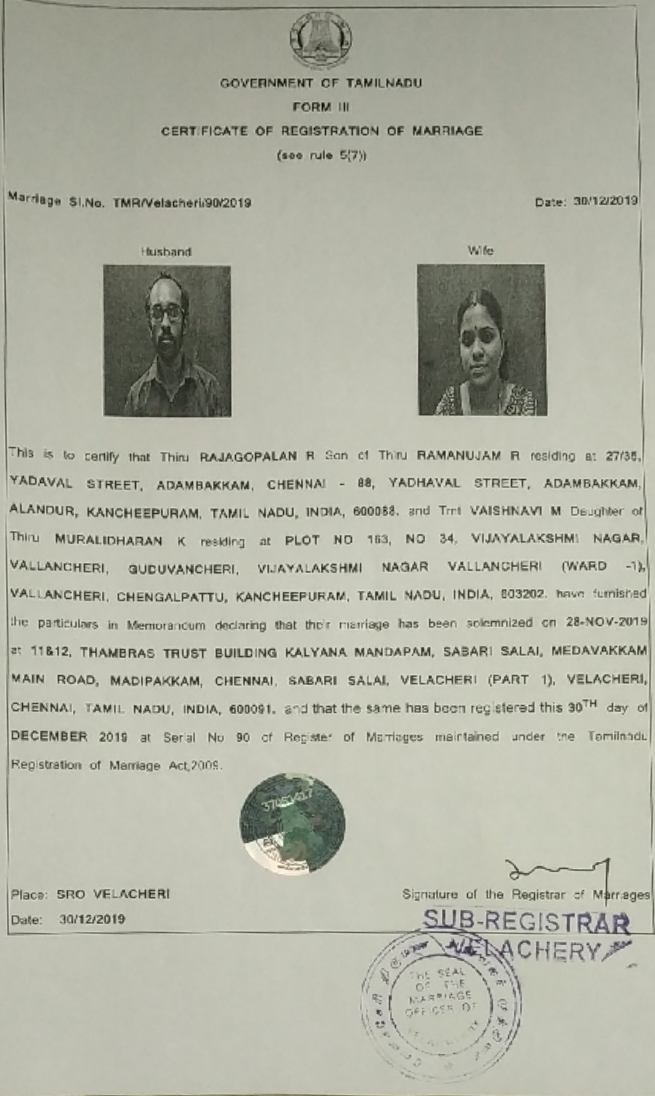 GOVERNMENT OF TAMILNADU
FORM III
CERTIFICATE OF REGISTRATION OF MARRIAGE
(see rule 5(7))
Marriage Sl.No. TMR/Velacheri/90/2019 Date: 30/12/2019
Husband Wife
This is to certify that Thiru RAJAGOPALAN R Son of Thiru RAMANUJAM R residing at 27/35,
YADAVAL STREET, ADAMBAKKAM, CHENNAI - 88, YADHAVAL STREET, ADAMBAKKAM,
ALANDUR, KANCHEEPURAM, TAMIL NADU, INDIA, 600088. and Tmt VAISHNAVI M Daughter of
Thiru MURALIDHARAN K residing at PLOT NO 163, NO 34, VIJAYALAKSHMI NAGAR,
VALLANCHERI, GUDUVANCHERI, VIJAYALAKSHMI NAGAR VALLANCHERI (WARD -1),
VALLANCHERI, CHENGALPATTU, KANCHEEPURAM, TAMIL NADU, INDIA, 603202. have furnished
the particulars in Memorandum declaring that their marriage has been solemnized on 28-NOV-2019
at 11&12, THAMBRAS TRUST BUILDING KALYANA MANDAPAM, SABARI SALAI, MEDAVAKKAM
MAIN ROAD, MADIPAKKAM, CHENNAI, SABARI SALAI, VELACHERI (PART 1), VELACHERI,
CHENNAI, TAMIL NADU, INDIA, 600091. and that the same has been registered this 30TH day of
DECEMBER 2019 at Serial No 90 of Register of Marriages maintained under the Tamilnadu
Registration of Marriage Act,2009.
Place: SRO VELACHERI Signature of the Registrar of Marriages
Date: 30/12/2019
SUB-REGISTRAR
VELACHERY
THE SEAL
OF THE
MARRIAGE
OFFICER OF